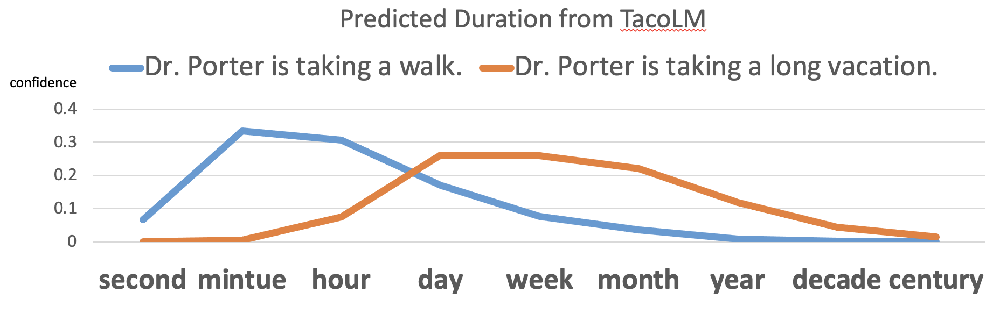 Predicted Duration from TacoLM
Dr. Porter is taking a walk. Dr. Porter is taking a long vacation.
confidence
0.4
0.3
0.2
0.1
0
second mintue hour day week month year decade century